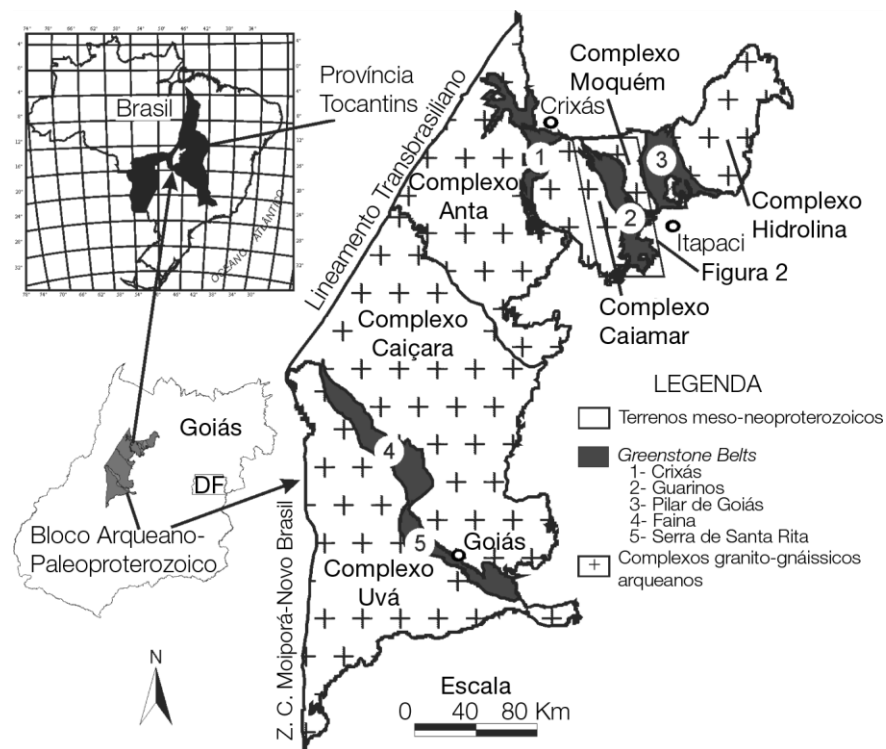 Brasil
Província
Tocantins
OCEANO ATLÂNTICO
Goiás
DF
Bloco Arqueano-
Paleoproterozoico
N
Lineamento Transbrasiliano
Z. C. Moiporá-Novo Brasil
Complexo
Moquém
Crixás
1
3
Complexo
Anta
2
Itapaci
Complexo
Hidrolina
Figura 2
Complexo
Caiamar
Complexo
Caiçara
4
5
Goiás
Complexo
Uvá
Escala
0 40 80 Km
LEGENDA
Terrenos meso-neoproterozoicos
Greenstone Belts
1- Crixás
2- Guarinos
3- Pilar de Goiás
4- Faina
5- Serra de Santa Rita
Complexos granito-gnáissicos
arqueanos